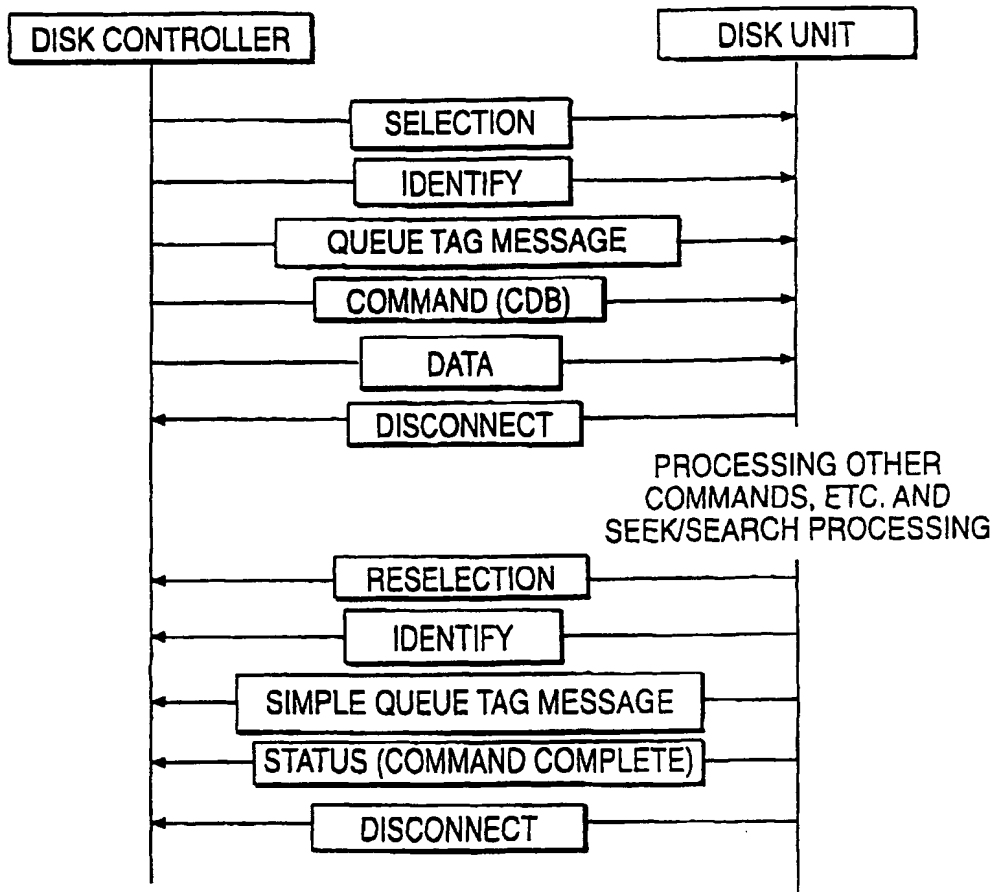 DISK CONTROLLER
DISK UNIT
SELECTION
IDENTIFY
QUEUE TAG MESSAGE
COMMAND (CDB)
DATA
DISCONNECT
PROCESSING OTHER
COMMANDS, ETC. AND
SEEK/SEARCH PROCESSING
RESELECTION
IDENTIFY
SIMPLE QUEUE TAG MESSAGE
STATUS (COMMAND COMPLETE)
DISCONNECT